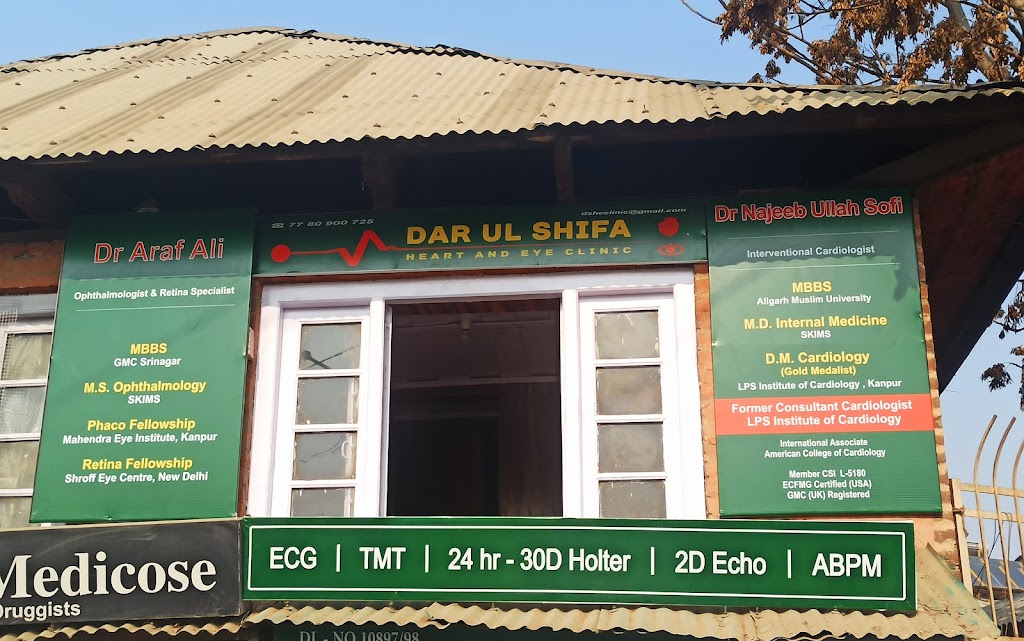 Dr Araf Ali
Ophthalmologist & Retina Specialist
MBBS
GMC Srinagar
M.S. Ophthalmology
SKIMS
Phaco Fellowship
Mahendra Eye Institute, Kanpur
Retina Fellowship
Shroff Eye Centre, New Delhi
77 80 900 725
dsheclinic@gmail.com
DAR UL SHIFA
HEART AND EYE CLINIC
Dr Najeeb Ullah Sofi
Interventional Cardiologist
MBBS
Aligarh Muslim University
M.D. Internal Medicine
SKIMS
D.M. Cardiology
(Gold Medalist)
LPS Institute of Cardiology , Kanpur
Former Consultant Cardiologist
LPS Institute of Cardiology
International Associate
American College of Cardiology
Member CSI L-5180
ECFMG Certified (USA)
GMC (UK) Registered
Medicose
Druggists
ECG | TMT | 24 hr - 30D Holter | 2D Echo | ABPM
DL - NO 10897/98